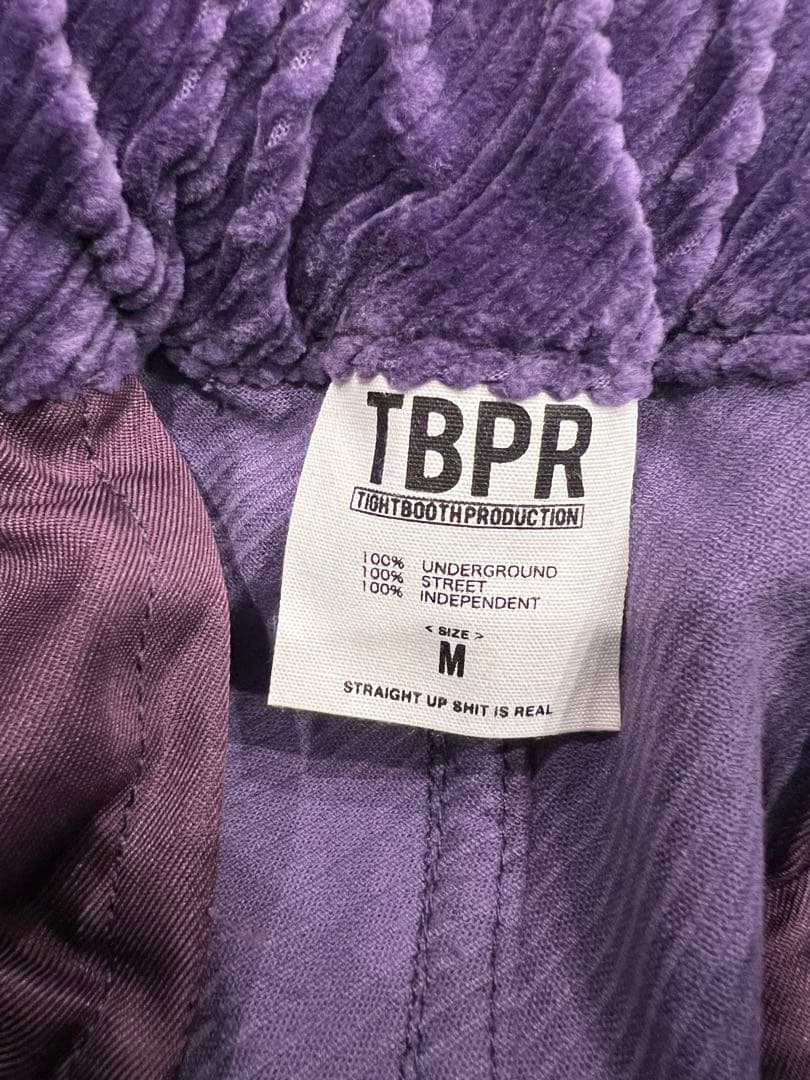 TBPR
TIGHTBOOTHPRODUCTION
100% UNDERGROUND
100% STREET
100% INDEPENDENT
< SIZE >
M
STRAIGHT UP SHIT IS REAL